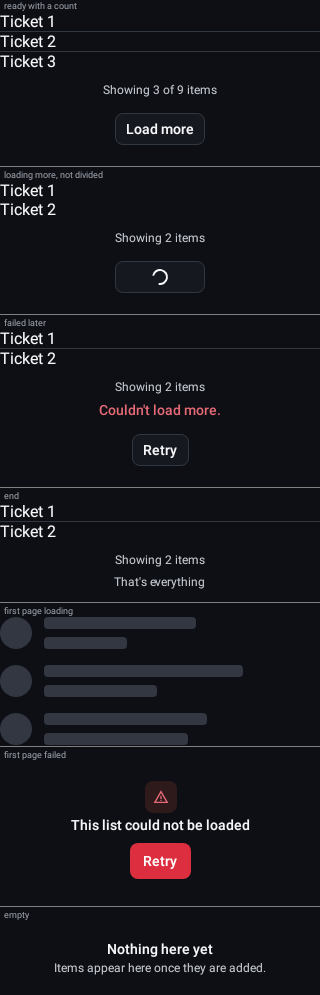 ready with a count
Ticket 1
Ticket 2
Ticket 3
Showing 3 of 9 items
Load more
loading more, not divided
Ticket 1
Ticket 2
Showing 2 items
failed later
Ticket 1
Ticket 2
Showing 2 items
Couldn't load more.
Retry
end
Ticket 1
Ticket 2
Showing 2 items
That's everything
first page loading
first page failed
This list could not be loaded
Retry
empty
Nothing here yet
Items appear here once they are added.